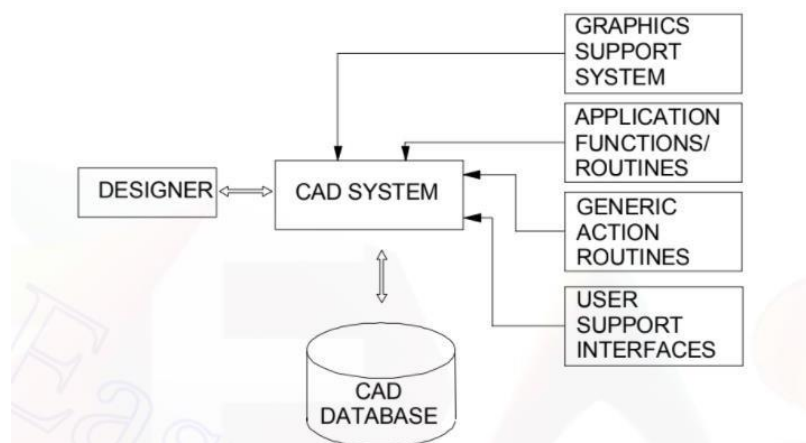 GRAPHICS
SUPPORT
SYSTEM
APPLICATION
FUNCTIONS/
ROUTINES
DESIGNER
CAD SYSTEM
GENERIC
ACTION
ROUTINES
USER
SUPPORT
INTERFACES
CAD
DATABASE